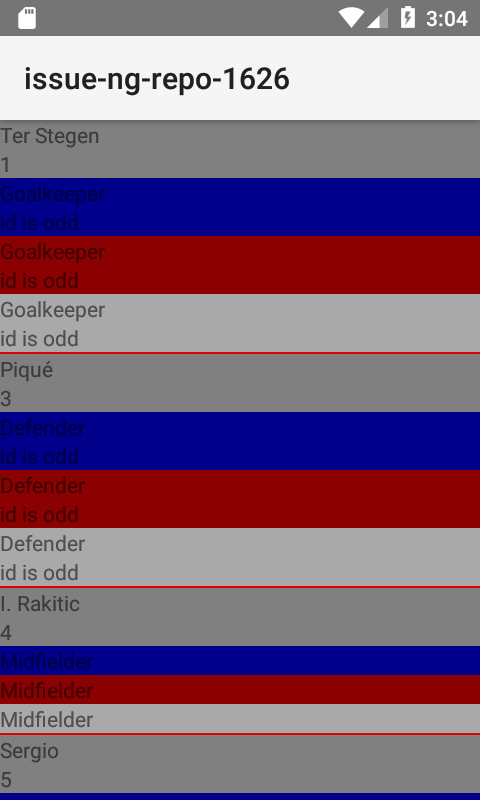 3:04
issue-ng-repo-1626
Ter Stegen
1
Goalkeeper
id is odd
Goalkeeper
id is odd
Goalkeeper
id is odd
Piqué
3
Defender
id is odd
Defender
id is odd
Defender
id is odd
I. Rakitic
4
Midfielder
Midfielder
Midfielder
Sergio
5